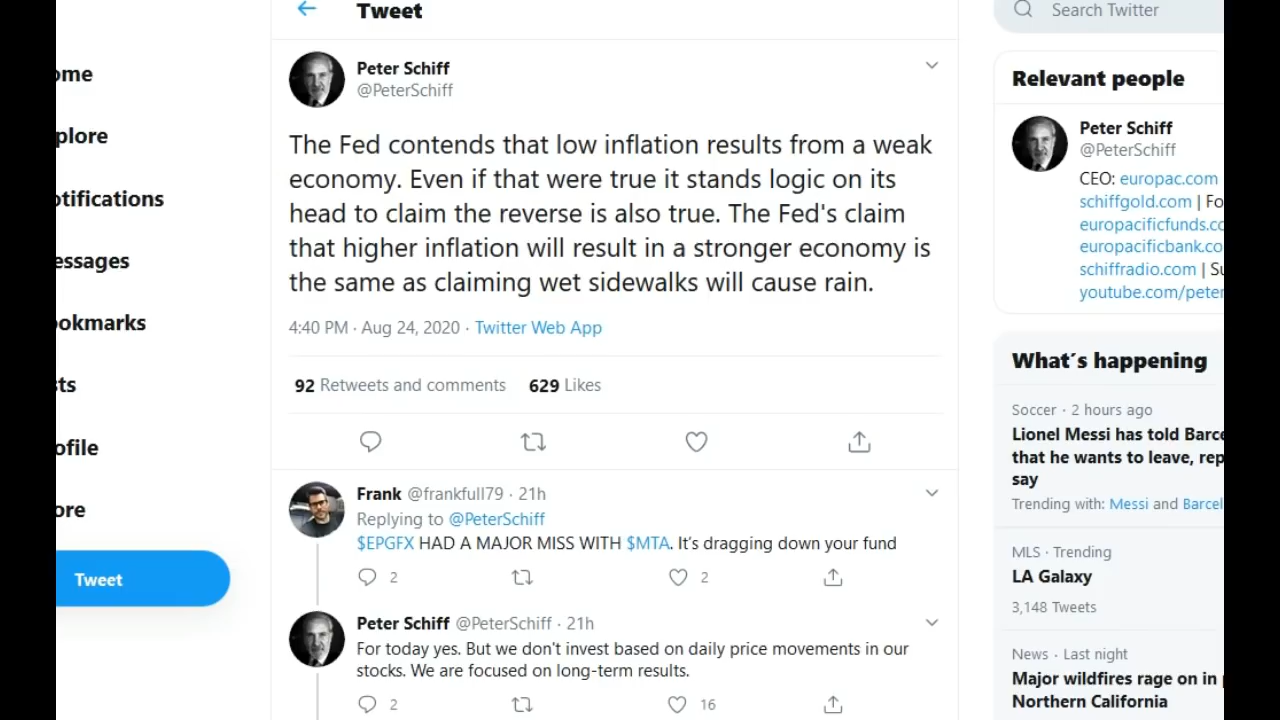 Tweet
Search Twitter
ome
plore
otifications
essages
ookmarks
sts
ofile
ore
Tweet
Peter Schiff
@PeterSchiff
The Fed contends that low inflation results from a weak
economy. Even if that were true it stands logic on its
head to claim the reverse is also true. The Fed's claim
that higher inflation will result in a stronger economy is
the same as claiming wet sidewalks will cause rain.
4:40 PM · Aug 24, 2020 · Twitter Web App
92 Retweets and comments 629 Likes
Frank @frankfull79 · 21h
Replying to @PeterSchiff
$EPGFX HAD A MAJOR MISS WITH $MTA. It's dragging down your fund
2 2
Peter Schiff @PeterSchiff · 21h
For today yes. But we don't invest based on daily price movements in our
stocks. We are focused on long-term results.
2 16
Relevant people
Peter Schiff
@PeterSchiff
CEO: europac.com
schiffgold.com | Fo
europacificfunds.co
europacificbank.co
schiffradio.com | Su
youtube.com/peter
What's happening
Soccer · 2 hours ago
Lionel Messi has told Barce
that he wants to leave, rep
say
Trending with: Messi and Barcel
MLS · Trending
LA Galaxy
3,148 Tweets
News · Last night
Major wildfires rage on in
Northern California